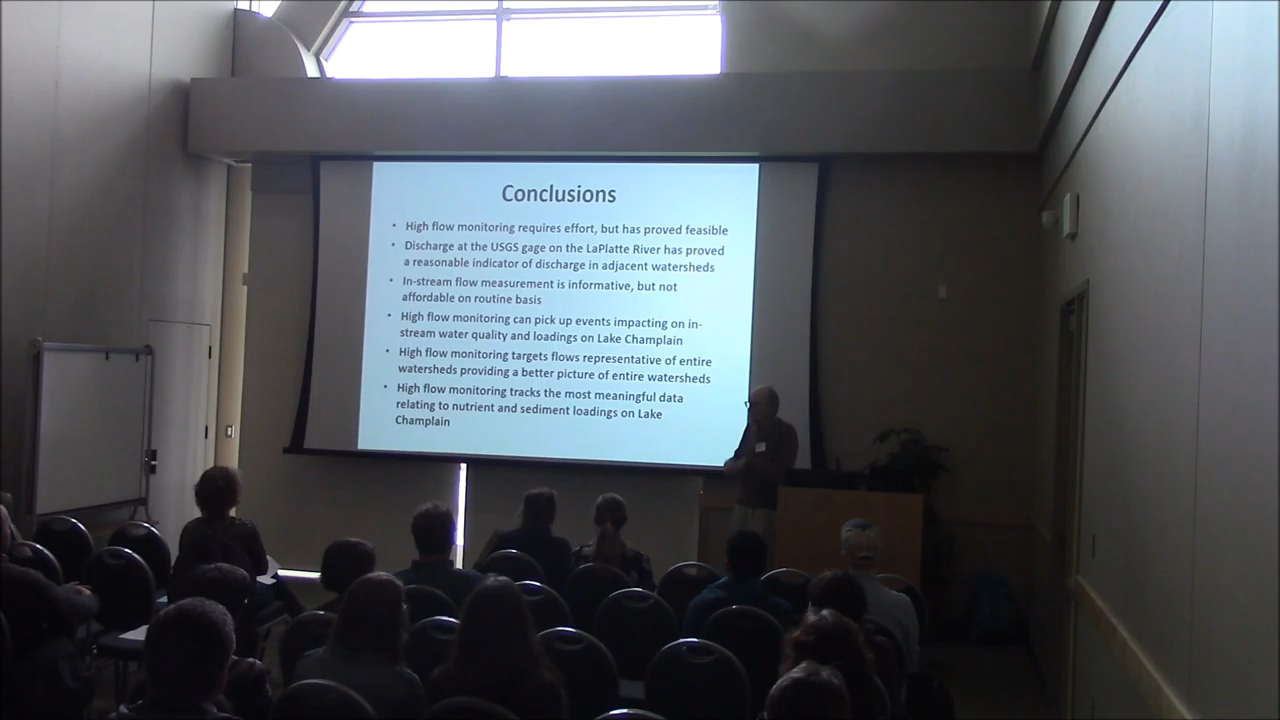 Conclusions
• High flow monitoring requires effort, but has proved feasible
• Discharge at the USGS gage on the LaPlatte River has proved
a reasonable indicator of discharge in adjacent watersheds
• In-stream flow measurement is informative, but not
affordable on routine basis
• High flow monitoring can pick up events impacting on in-
stream water quality and loadings on Lake Champlain
• High flow monitoring targets flows representative of entire
watersheds providing a better picture of entire watersheds
• High flow monitoring tracks the most meaningful data
relating to nutrient and sediment loadings on Lake
Champlain